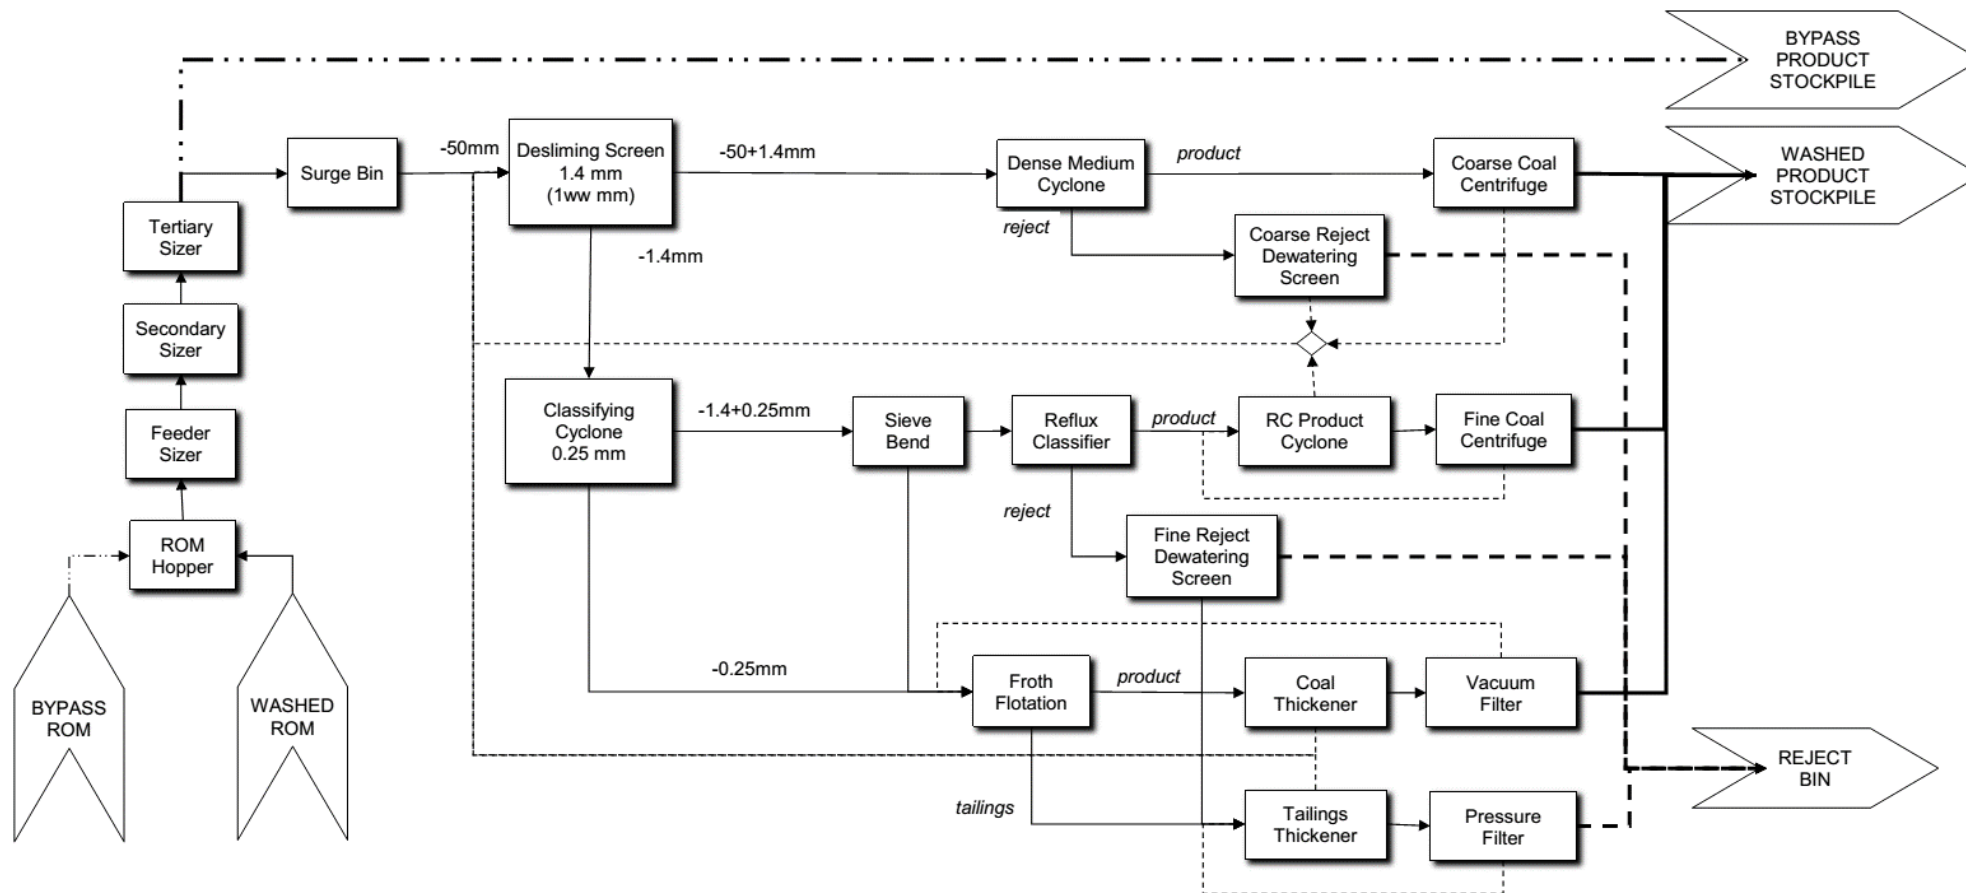 BYPASS
PRODUCT
STOCKPILE
-50mm
Desliming Screen
1.4 mm
(1ww mm)
-50+1.4mm
Dense Medium
Cyclone
product
Coarse Coal
Centrifuge
WASHED
PRODUCT
STOCKPILE
Surge Bin
Tertiary
Sizer
reject
Coarse Reject
Dewatering
Screen
-1.4mm
Secondary
Sizer
Classifying
Cyclone
0.25 mm
-1.4+0.25mm
Sieve
Bend
Reflux
Classifier
product
RC Product
Cyclone
Fine Coal
Centrifuge
Feeder
Sizer
reject
Fine Reject
Dewatering
Screen
ROM
Hopper
-0.25mm
Froth
Flotation
product
Coal
Thickener
Vacuum
Filter
BYPASS
ROM
WASHED
ROM
REJECT
BIN
tailings
Tailings
Thickener
Pressure
Filter